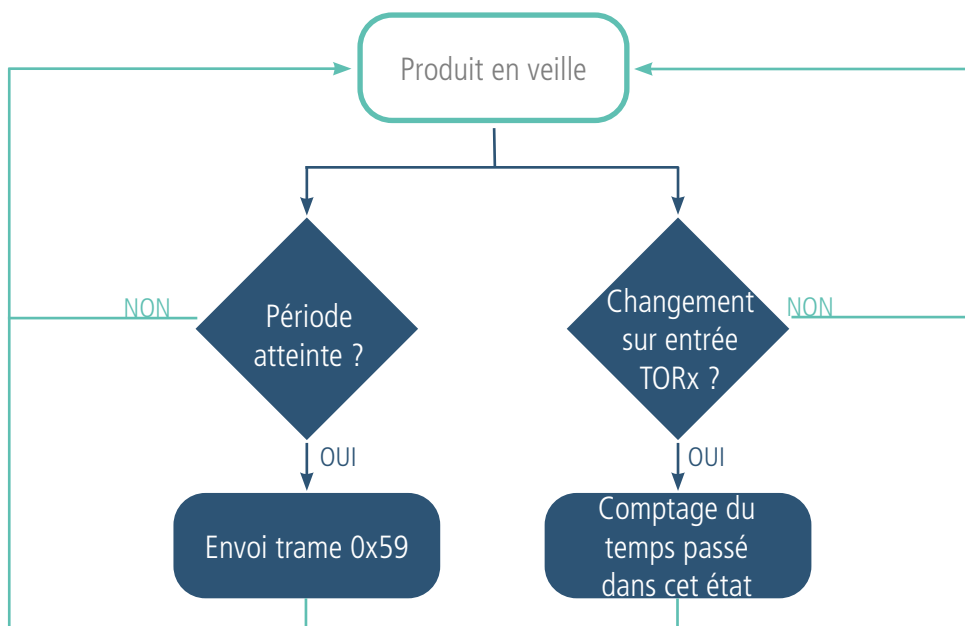 Produit en veille
NON
Période
atteinte ?
Changement
sur entrée
TORx ?
NON
OUI
OUI
Envoi trame 0x59
Comptage du
temps passé
dans cet état